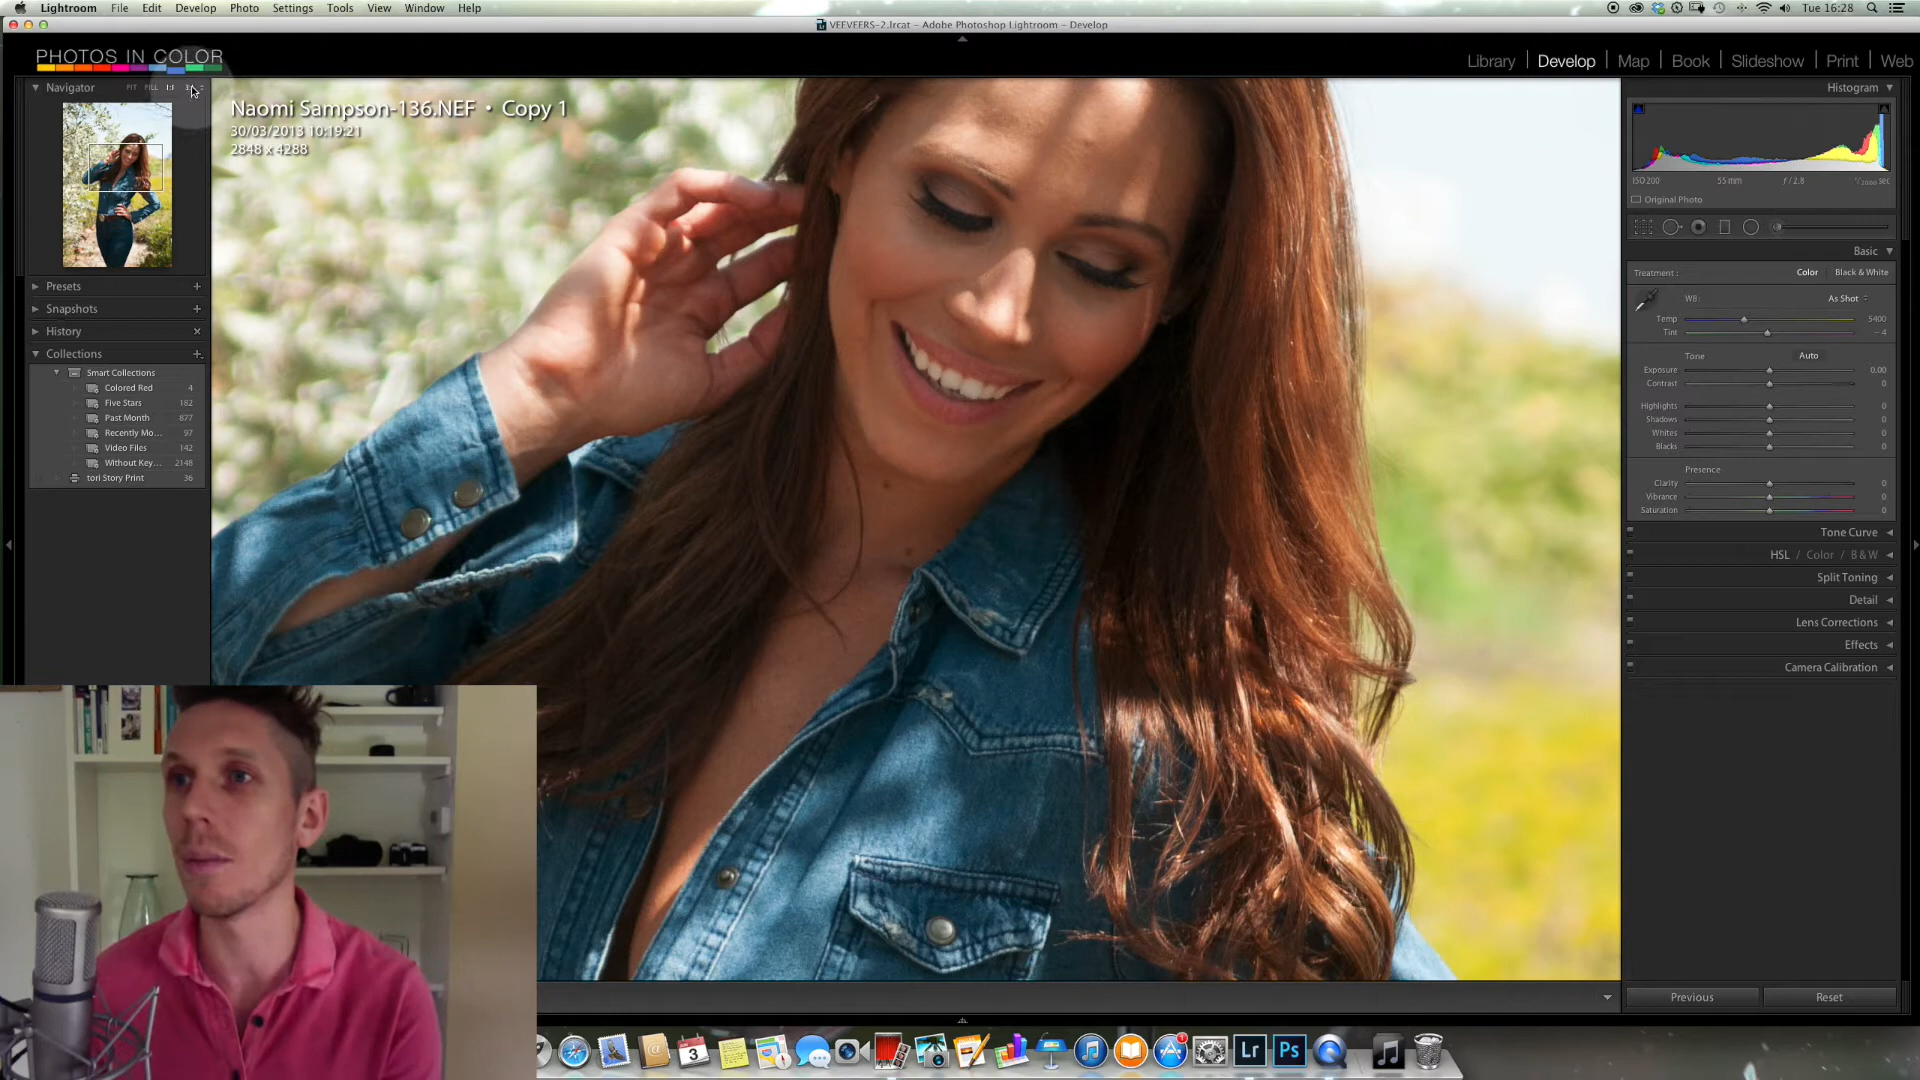 Lightroom File Edit Develop Photo Settings Tools View Window Help
Tue 16:28
VEEVEERS-2.lrcat - Adobe Photoshop Lightroom - Develop
PHOTOS IN COLOR
Library | Develop | Map | Book | Slideshow | Print | Web
Navigator FIT FILL 1:1
Naomi Sampson-136.NEF • Copy 1
30/03/2013 10:19:21
2848 x 4288
Presets
Snapshots
History
Collections
Smart Collections
Colored Red 4
Five Stars 182
Past Month 877
Recently Mo... 97
Video Files 142
Without Key... 2148
tori Story Print 36
Histogram
ISO 200 55 mm f / 2.8 1/2000 sec
Original Photo
Basic
Treatment : Color Black & White
WB: As Shot
Temp 5400
Tint - 4
Tone Auto
Exposure 0.00
Contrast 0
Highlights 0
Shadows 0
Whites 0
Blacks 0
Presence
Clarity 0
Vibrance 0
Saturation 0
Tone Curve
HSL / Color / B & W
Split Toning
Detail
Lens Corrections
Effects
Camera Calibration
Previous Reset
3
1
Lr Ps